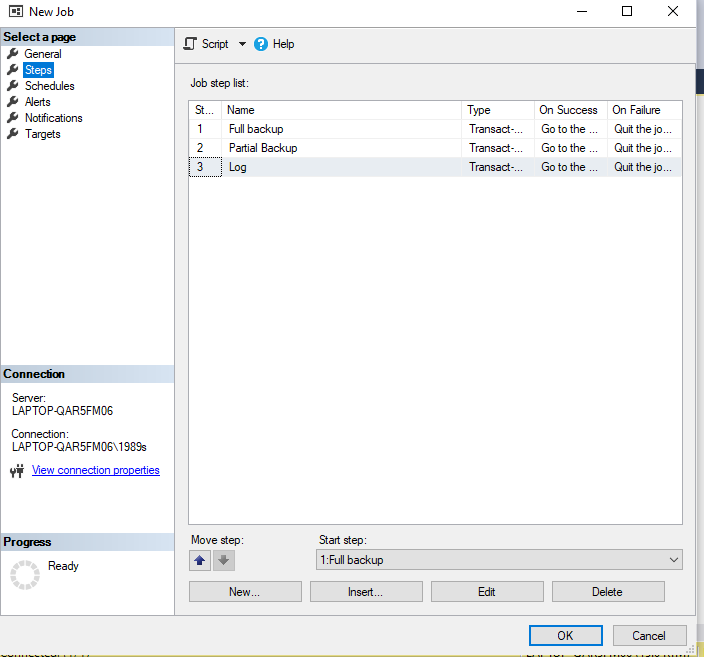 New Job
Select a page
General
Steps
Schedules
Alerts
Notifications
Targets
Script
Help
Job step list:
St... Name Type On Success On Failure
1 Full backup Transact-... Go to the ... Quit the jo...
2 Partial Backup Transact-... Go to the ... Quit the jo...
3 Log Transact-... Go to the ... Quit the jo...
Connection
Server:
LAPTOP-QAR5FM06
Connection:
LAPTOP-QAR5FM06\1989s
View connection properties
Progress
Ready
Move step:
Start step:
1:Full backup
New...
Insert...
Edit
Delete
OK
Cancel